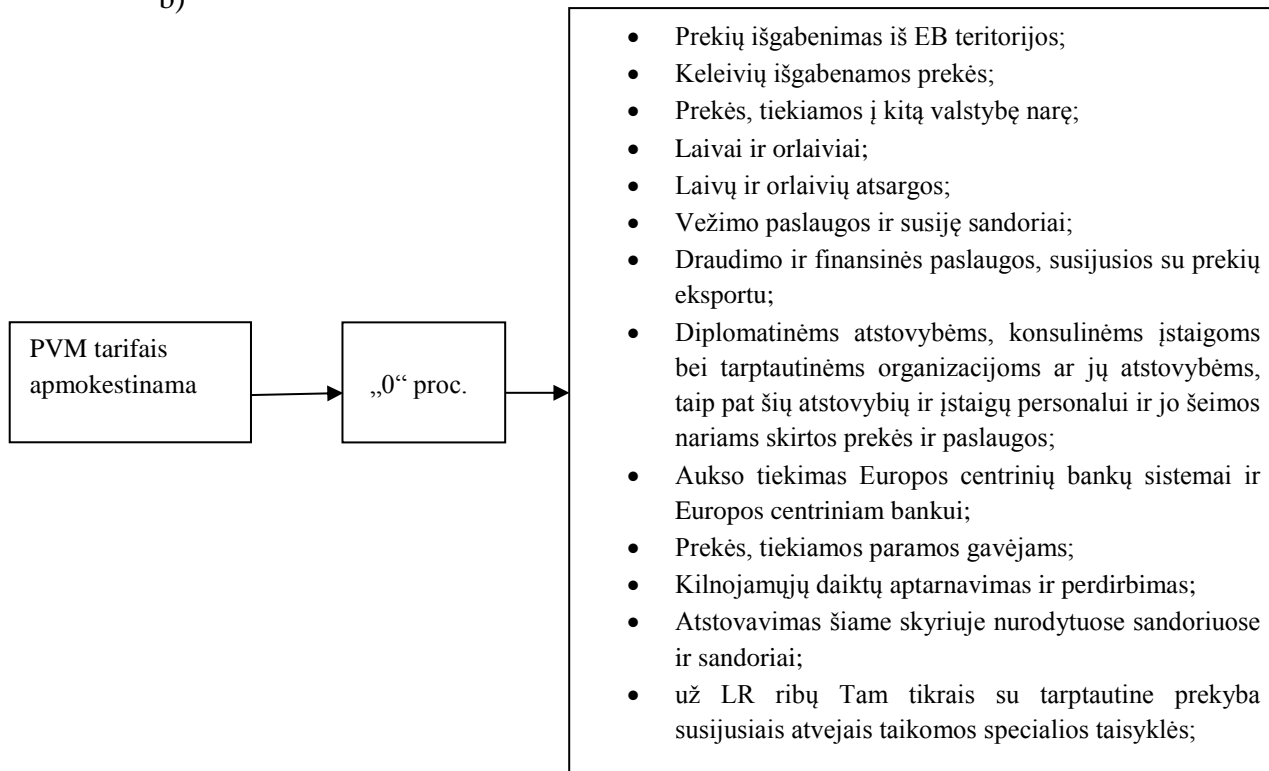 b)
PVM tarifais
apmokestinama
„0“ proc.
• Prekių išgabenimas iš EB teritorijos;
• Keleivių išgabenamos prekės;
• Prekės, tiekiamos į kitą valstybę narę;
• Laivai ir orlaiviai;
• Laivų ir orlaivių atsargos;
• Vežimo paslaugos ir susiję sandoriai;
• Draudimo ir finansinės paslaugos, susijusios su prekių
eksportu;
• Diplomatinėms atstovybėms, konsulinėms įstaigoms
bei tarptautinėms organizacijoms ar jų atstovybėms,
taip pat šių atstovybių ir įstaigų personalui ir jo šeimos
nariams skirtos prekės ir paslaugos;
• Aukso tiekimas Europos centrinių bankų sistemai ir
Europos centriniam bankui;
• Prekės, tiekiamos paramos gavėjams;
• Kilnojamųjų daiktų aptarnavimas ir perdirbimas;
• Atstovavimas šiame skyriuje nurodytuose sandoriuose
ir sandoriai;
• už LR ribų Tam tikrais su tarptautine prekyba
susijusiais atvejais taikomos specialios taisyklės;